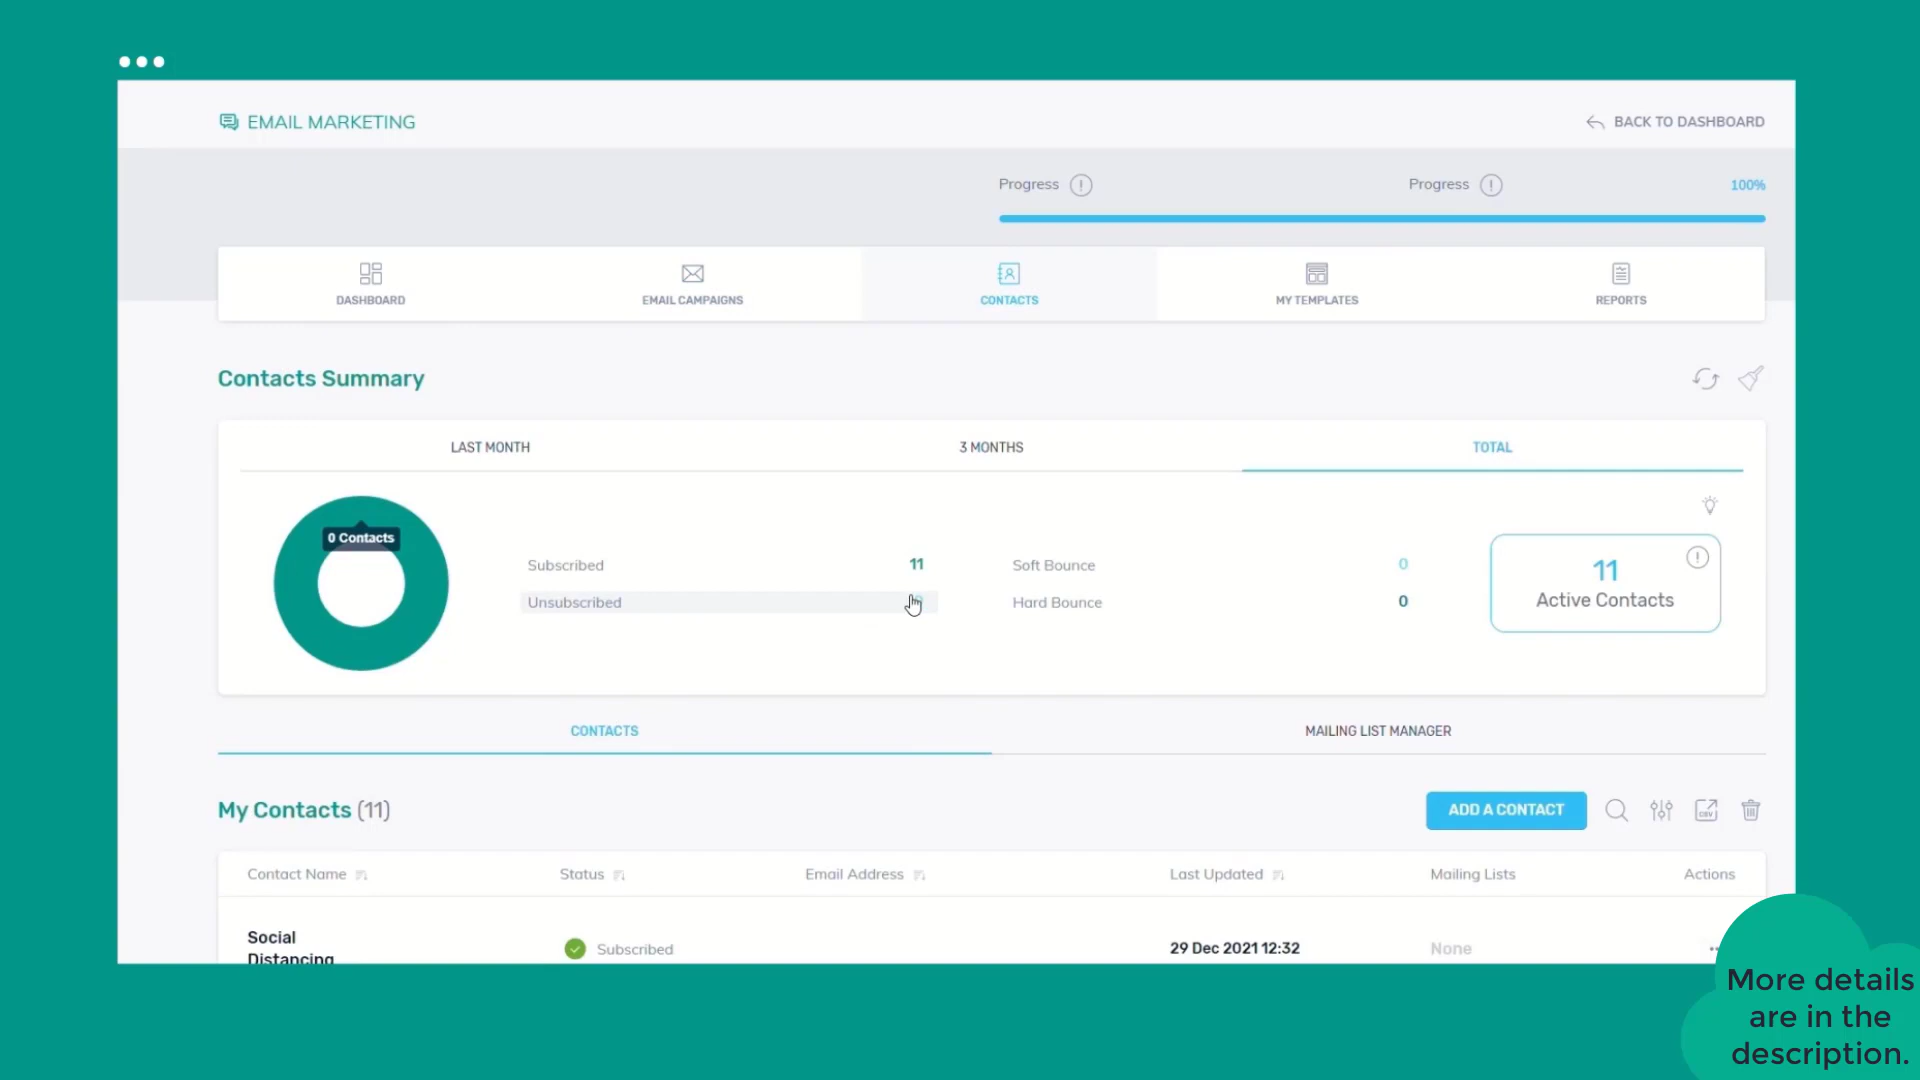 EMAIL MARKETING
BACK TO DASHBOARD
Progress
Progress
100%
DASHBOARD
EMAIL CAMPAIGNS
CONTACTS
MY TEMPLATES
REPORTS
Contacts Summary
LAST MONTH
3 MONTHS
TOTAL
0 Contacts
Subscribed 11
Unsubscribed
Soft Bounce 0
Hard Bounce 0
11
Active Contacts
CONTACTS
MAILING LIST MANAGER
My Contacts (11)
ADD A CONTACT
CSV
Contact Name Status Email Address Last Updated Mailing Lists Actions
Social
Distancing
Subscribed
29 Dec 2021 12:32
None
More details
are in the
description.